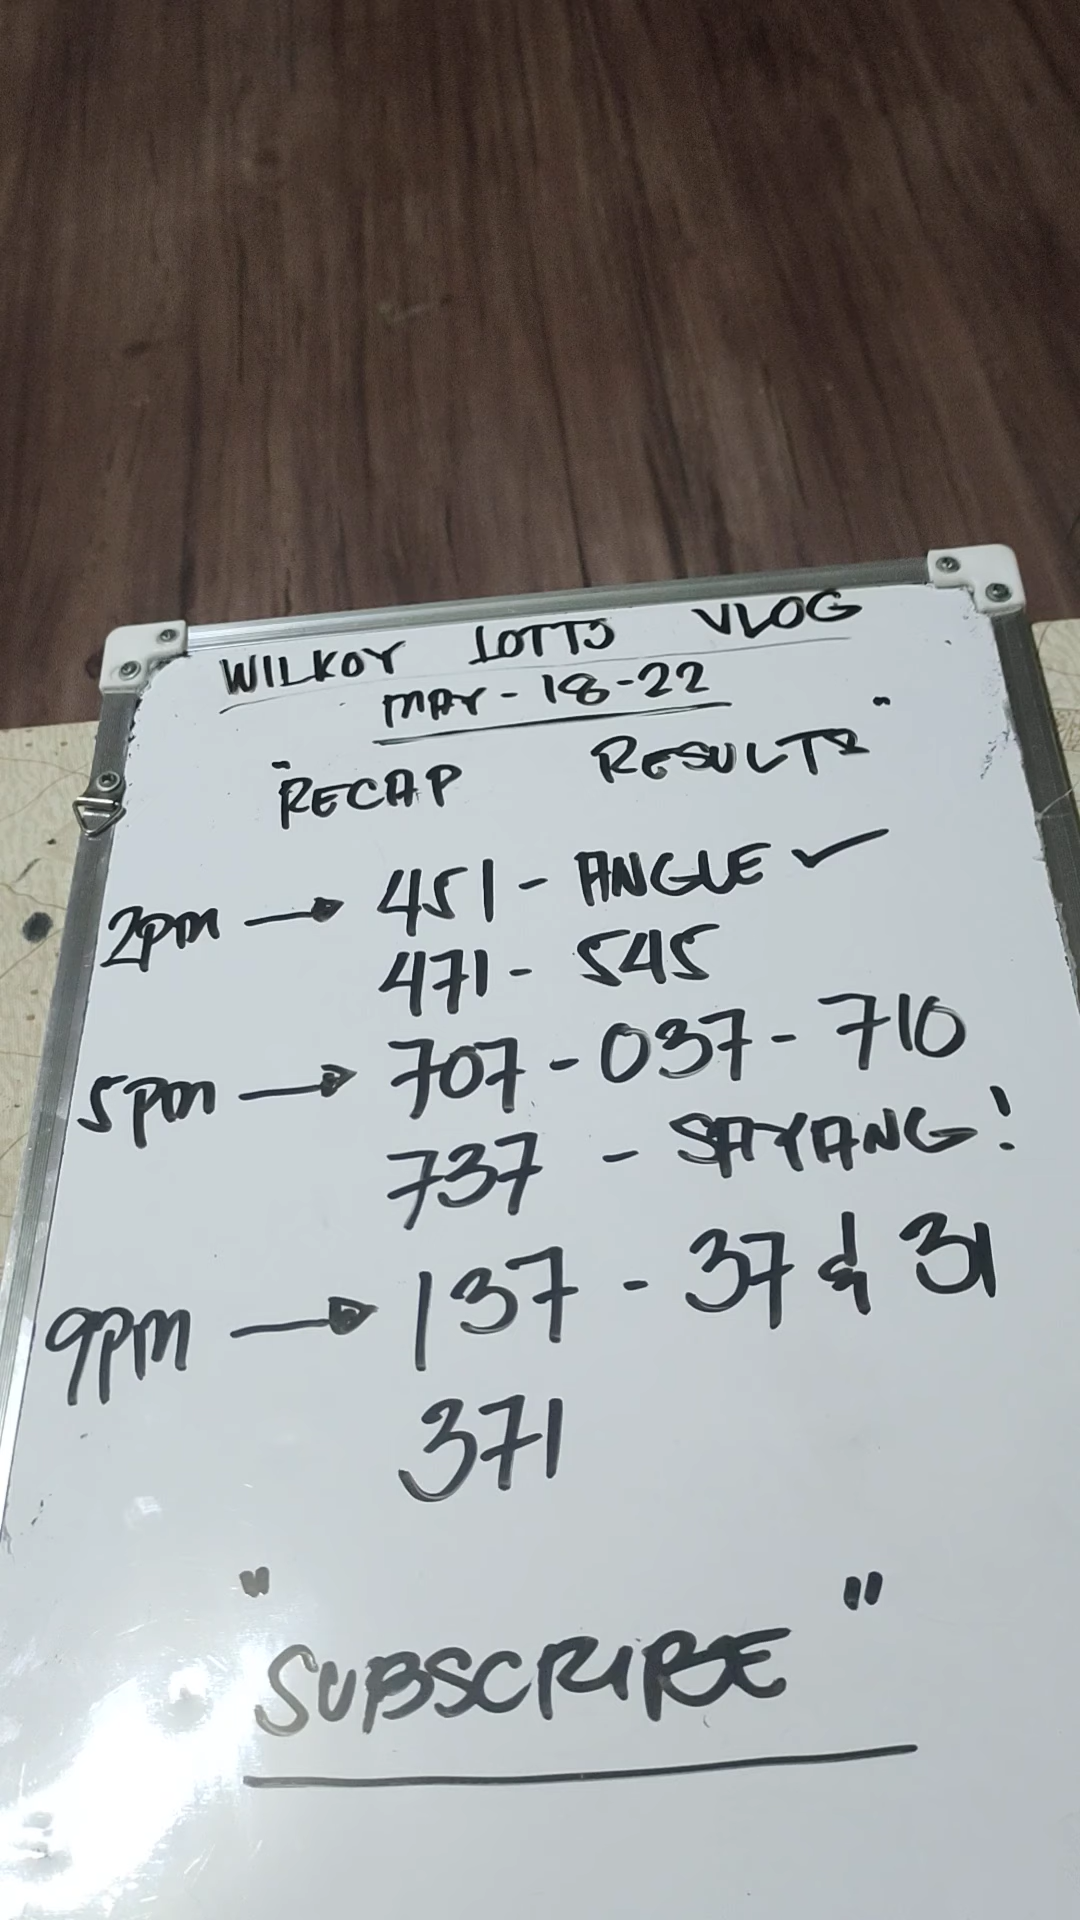 WILKOY LOTTO VLOG
MAY-18-22
"RECAP RESULTS"
2pm → 451 - ANGLE ✓
471 - 545
5pm → 707 - 037 - 710
737 - SAYANG!
9pm → 137 - 37 & 31
371
"SUBSCRIBE"